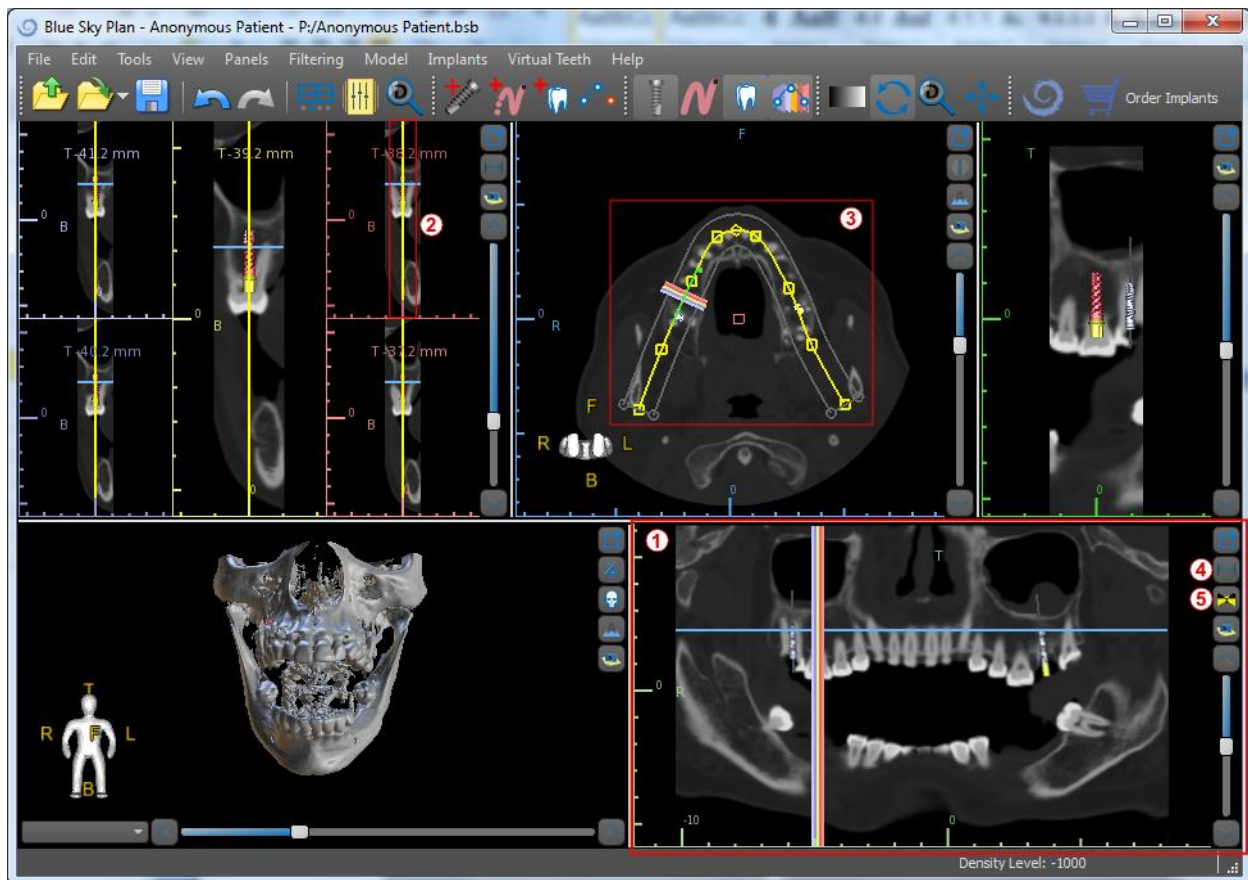 Blue Sky Plan - Anonymous Patient - P:/Anonymous Patient.bsb
File Edit Tools View Panels Filtering Model Implants Virtual Teeth Help
Order Implants
T-41.2 mm
0
B
T-40.2 mm
0
B
T-39.2 mm
0
B
0
T-38.2 mm
2
0
B
T-37.2 mm
0
B
F
3
0
R
F
R L
B
0
T
0
0
T
R F L
B
1
T
4
5
0
R
-10
0
Density Level: -1000